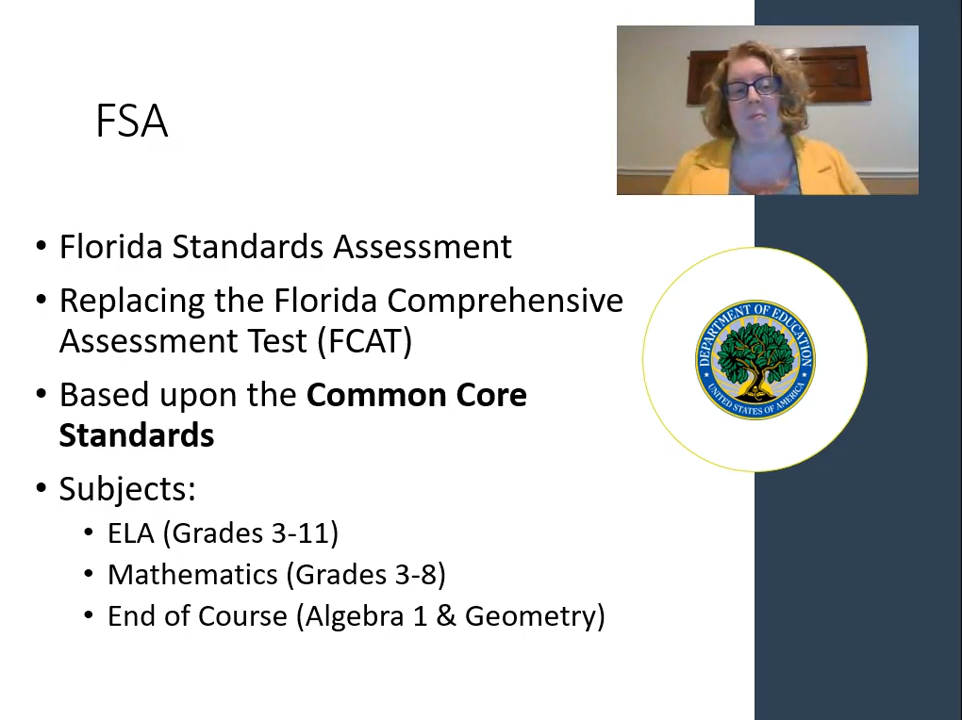 FSA
• Florida Standards Assessment
• Replacing the Florida Comprehensive
Assessment Test (FCAT)
• Based upon the Common Core
Standards
• Subjects:
• ELA (Grades 3-11)
• Mathematics (Grades 3-8)
• End of Course (Algebra 1 & Geometry)
DEPARTMENT OF EDUCATION
UNITED STATES OF AMERICA